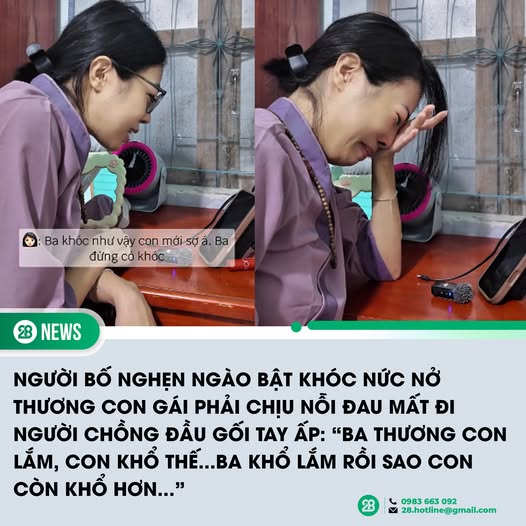 : Ba khóc như vậy con mới sợ á. Ba
đừng có khóc
28 NEWS
NGƯỜI BỐ NGHẸN NGÀO BẬT KHÓC NỨC NỞ
THƯƠNG CON GÁI PHẢI CHỊU NỖI ĐAU MẤT ĐI
NGƯỜI CHỒNG ĐẦU GỐI TAY ẤP: “BA THƯƠNG CON
LẮM, CON KHỔ THẾ...BA KHỔ LẮM RỒI SAO CON
CÒN KHỔ HƠN...”
28
0983 663 092
28.hotline@gmail.com